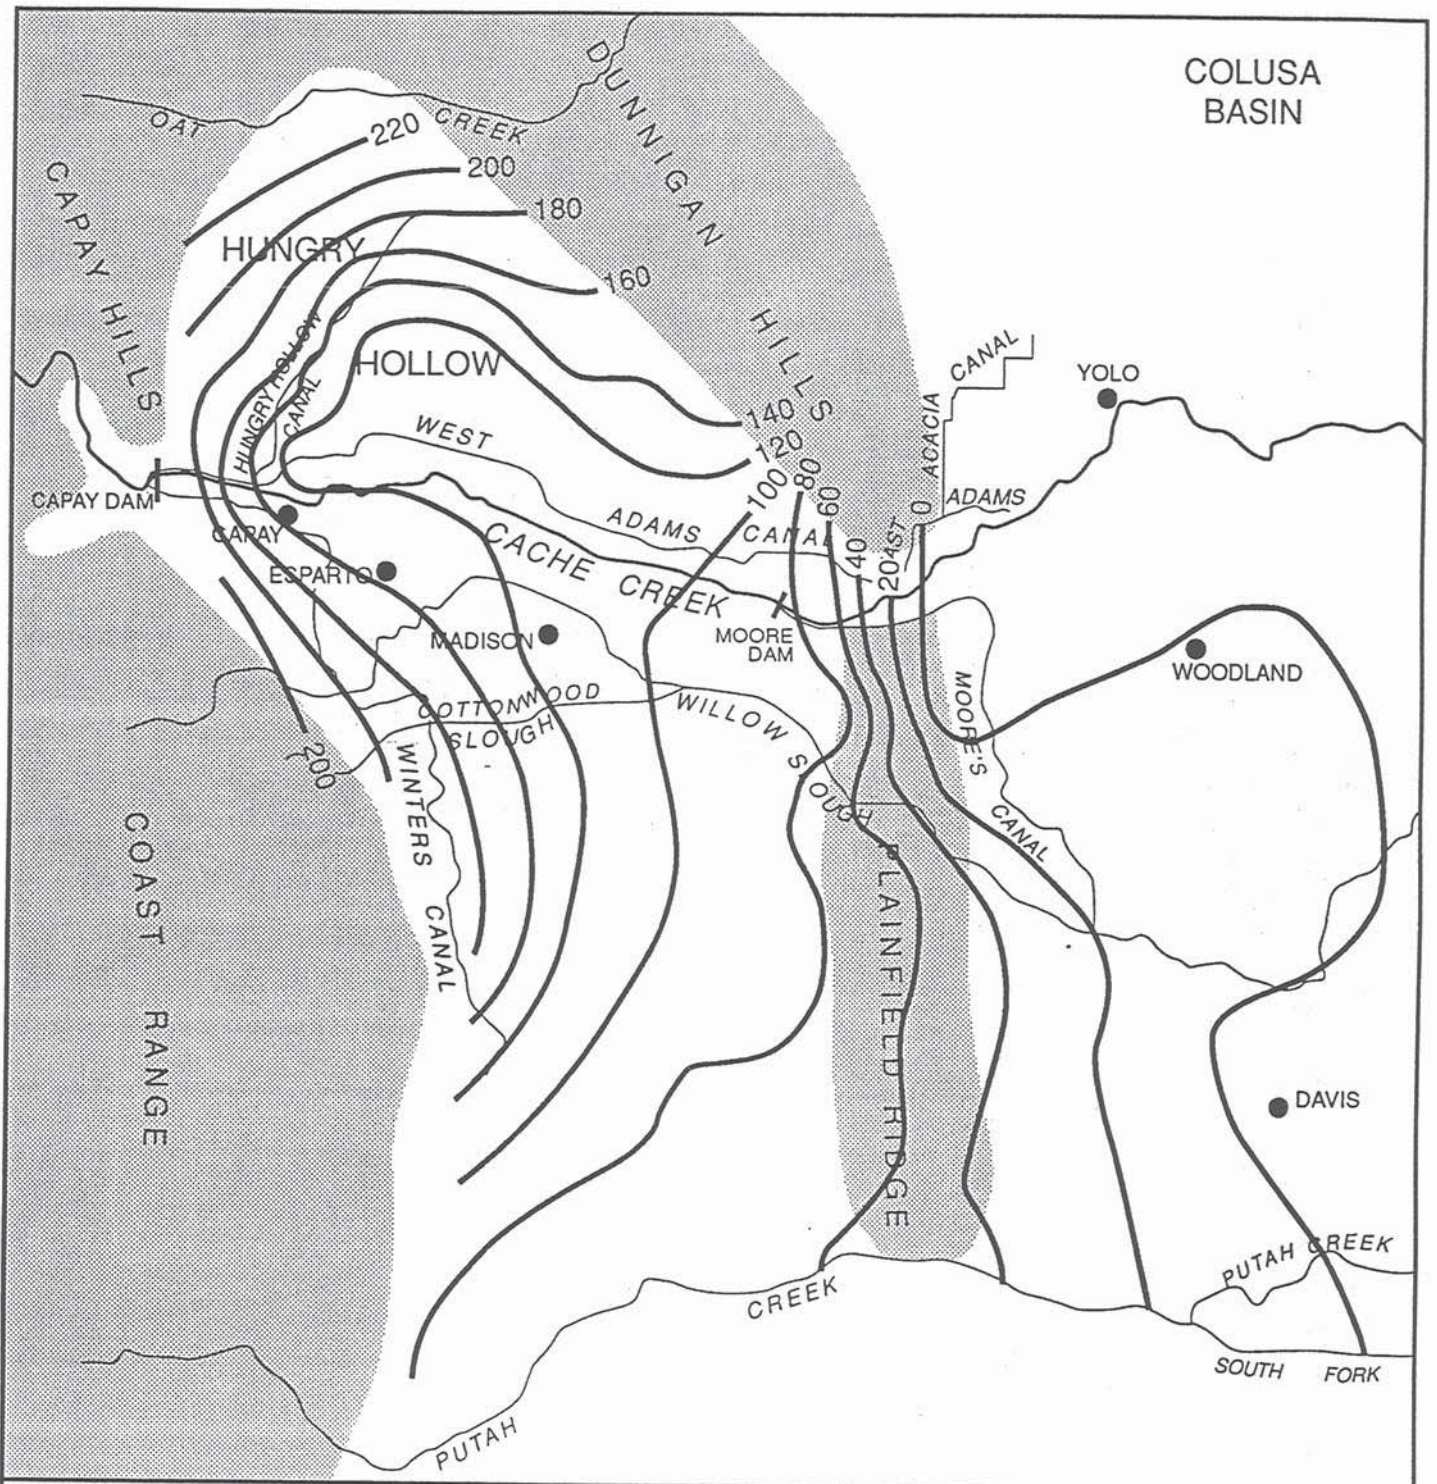 COLUSA
BASIN
DUNNIGAN HILLS
OAT CREEK
220
200
CAPAY HILLS
180
HUNGRY
160
HUNGRY HOLLOW
CANAL
HOLLOW
CANAL
YOLO
ACACIA
140
WEST
120
100
80
60
40
20
0
ADAMS
CAPAY DAM
CAPAY
ADAMS CANAL
EAST
CACHE CREEK
ESPARTO
MADISON
MOORE
DAM
WOODLAND
COTTONWOOD
SLOUGH
WILLOW SLOUGH
MOORE'S CANAL
200
WINTERS CANAL
COAST RANGE
PLAINFIELD RIDGE
DAVIS
PUTAH CREEK
CREEK
SOUTH FORK
PUTAH